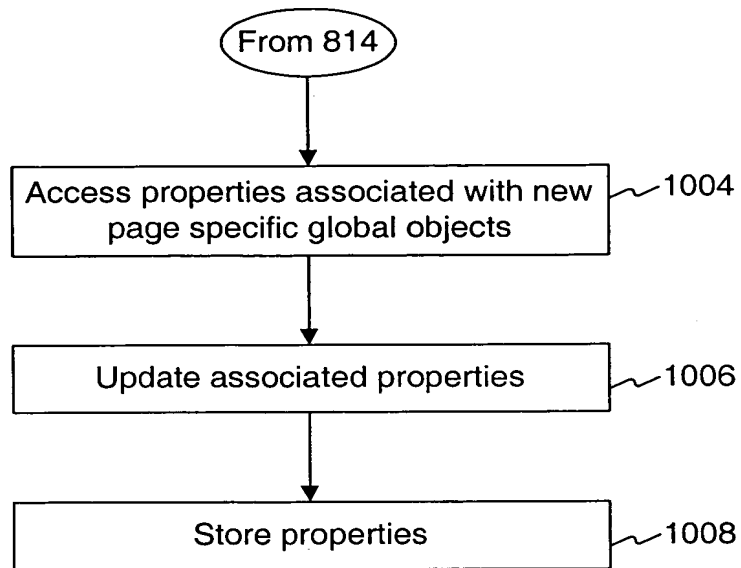 From 814
Access properties associated with new
page specific global objects
1004
Update associated properties
1006
Store properties
1008